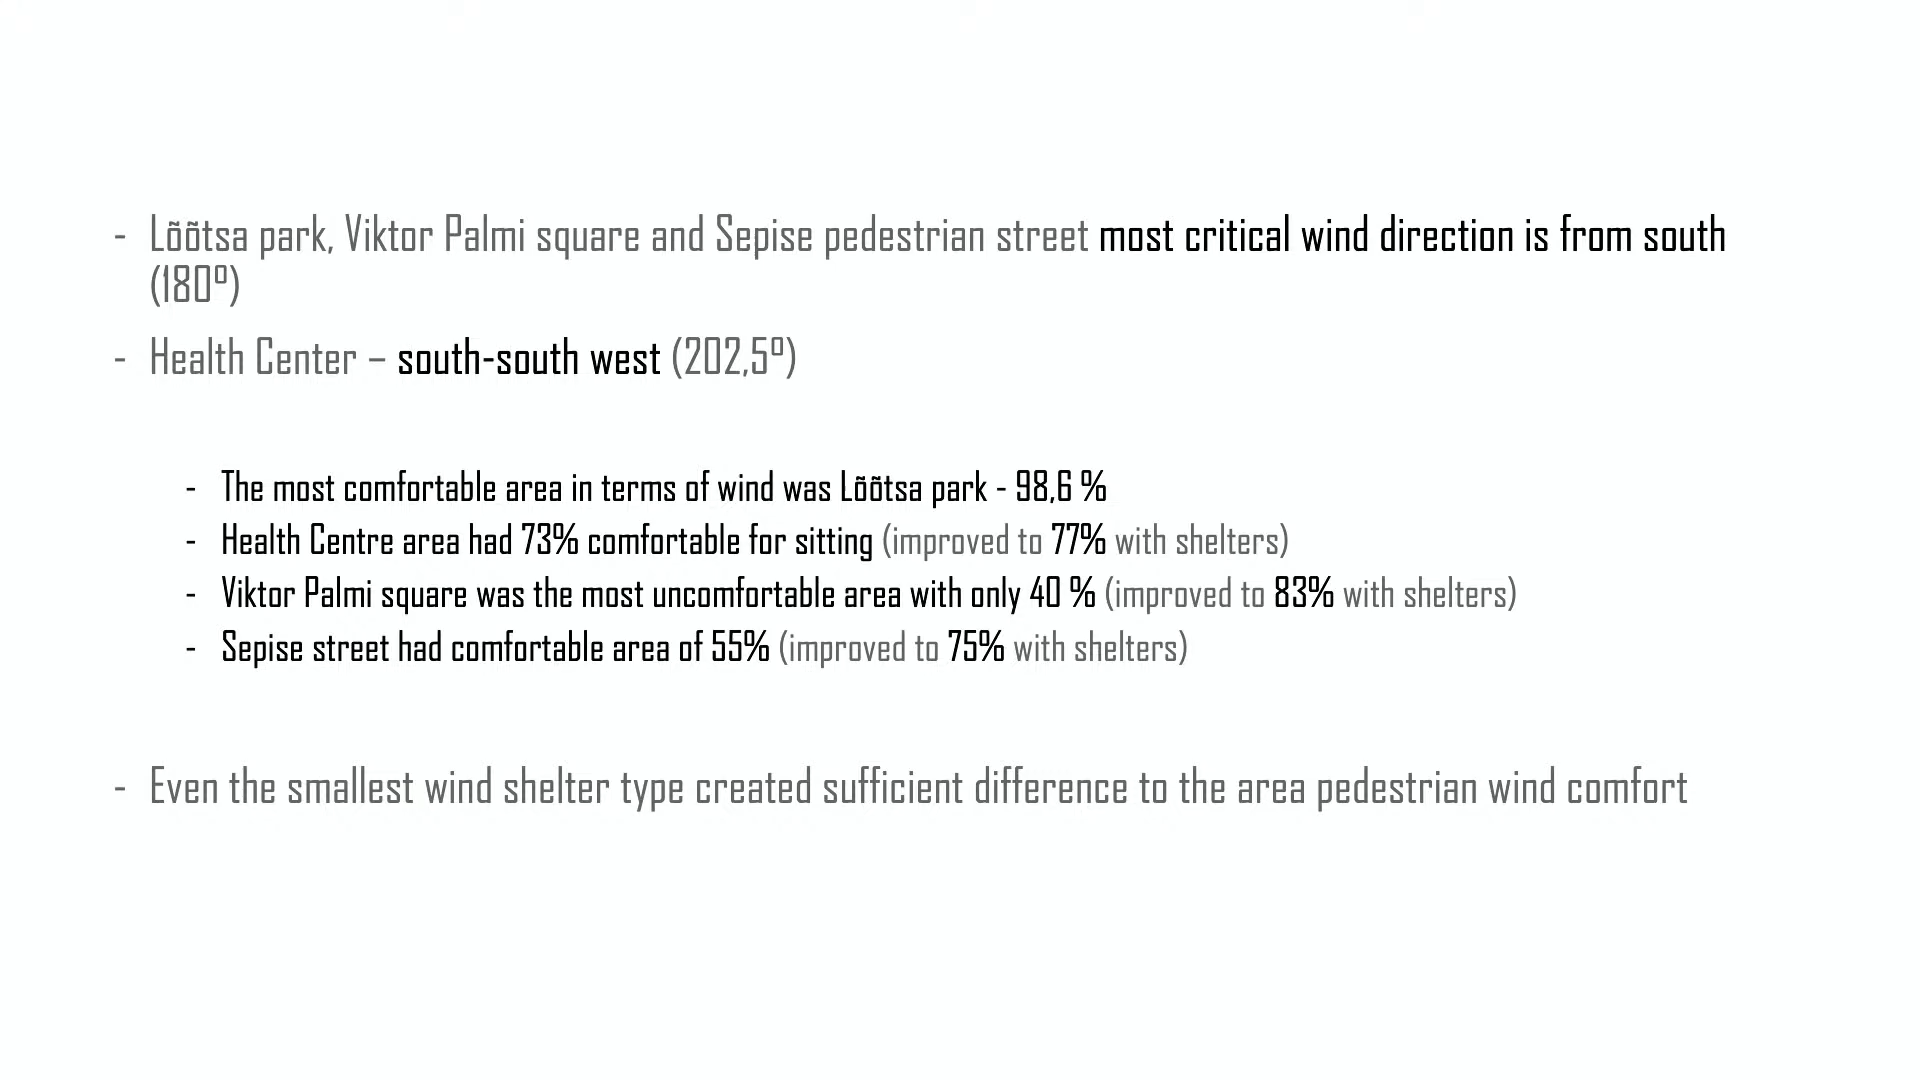 - Lõõtsa park, Viktor Palmi square and Sepise pedestrian street most critical wind direction is from south
(180º)
- Health Center – south-south west (202,5º)
- The most comfortable area in terms of wind was Lõõtsa park - 98,6 %
- Health Centre area had 73% comfortable for sitting (improved to 77% with shelters)
- Viktor Palmi square was the most uncomfortable area with only 40 % (improved to 83% with shelters)
- Sepise street had comfortable area of 55% (improved to 75% with shelters)
- Even the smallest wind shelter type created sufficient difference to the area pedestrian wind comfort